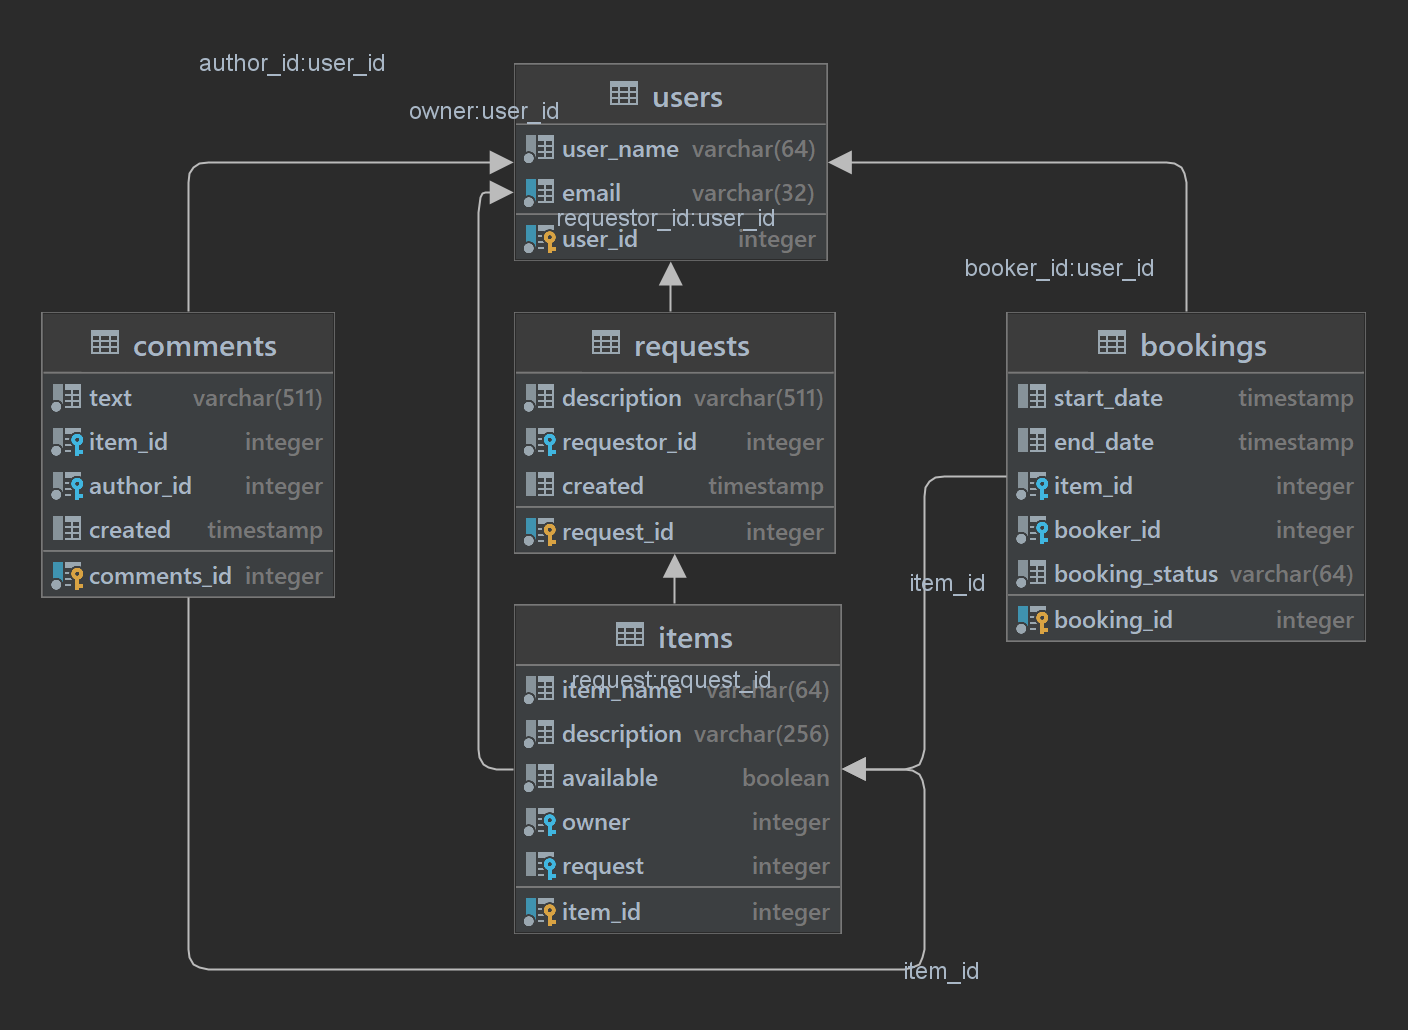 author_id:user_id
users
owner:user_id
user_name varchar(64)
email varchar(32)
requestor_id:user_id
user_id integer
booker_id:user_id
comments
text varchar(511)
item_id integer
author_id integer
created timestamp
comments_id integer
requests
description varchar(511)
requestor_id integer
created timestamp
request_id integer
bookings
start_date timestamp
end_date timestamp
item_id integer
booker_id integer
booking_status varchar(64)
booking_id integer
item_id
items
request:request_id
item_name varchar(64)
description varchar(256)
available boolean
owner integer
request integer
item_id integer
item_id